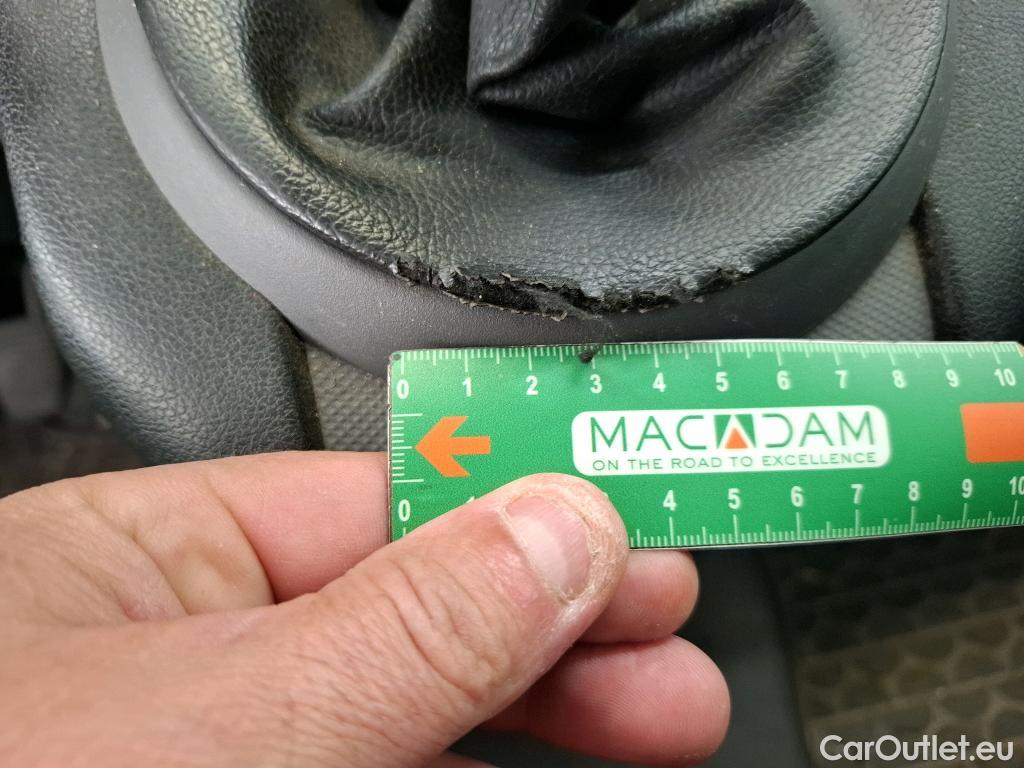 0 1 2 3 4 5 6 7 8 9 10
MACADAM
ON THE ROAD TO EXCELLENCE
0 4 5 6 7 8 9 10
CarOutlet.eu